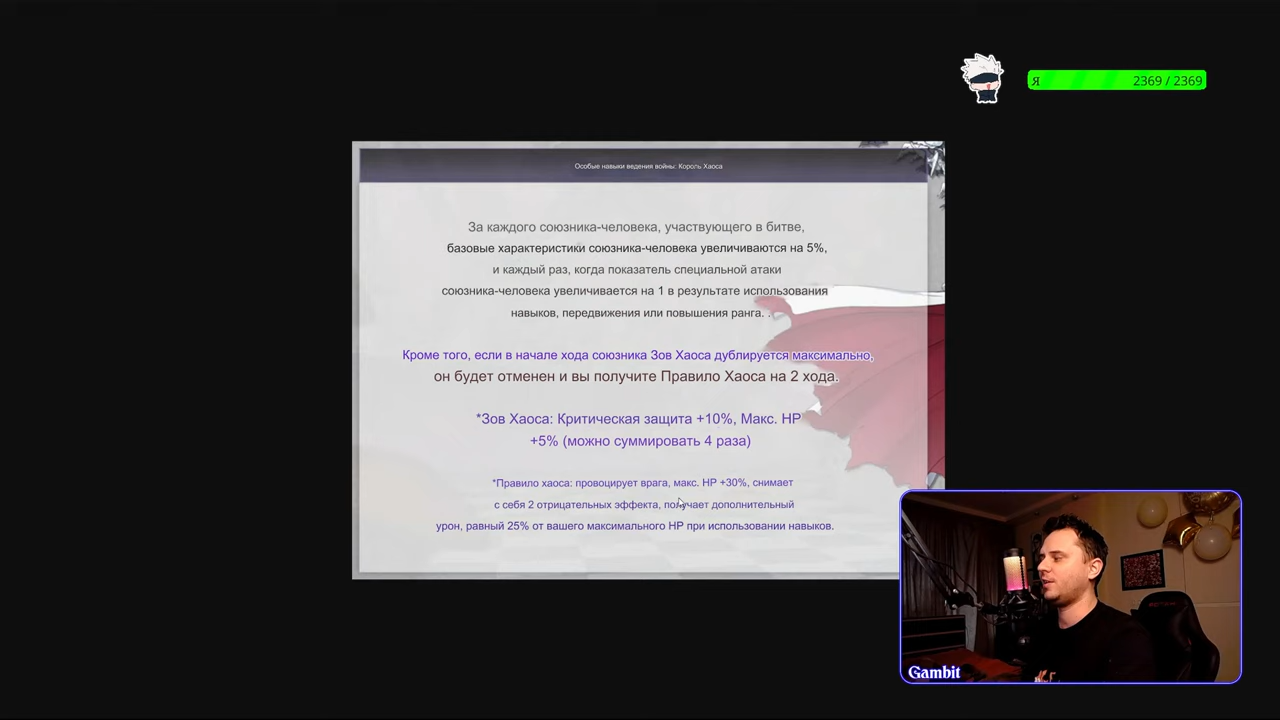 Я 2369 / 2369
Особые навыки ведения войны: Король Хаоса
За каждого союзника-человека, участвующего в битве,
базовые характеристики союзника-человека увеличиваются на 5%,
и каждый раз, когда показатель специальной атаки
союзника-человека увеличивается на 1 в результате использования
навыков, передвижения или повышения ранга. .
Кроме того, если в начале хода союзника Зов Хаоса дублируется максимально,
он будет отменен и вы получите Правило Хаоса на 2 хода.
*Зов Хаоса: Критическая защита +10%, Макс. HP
+5% (можно суммировать 4 раза)
*Правило хаоса: провоцирует врага, макс. HP +30%, снимает
с себя 2 отрицательных эффекта, получает дополнительный
урон, равный 25% от вашего максимального HP при использовании навыков.
Gambit